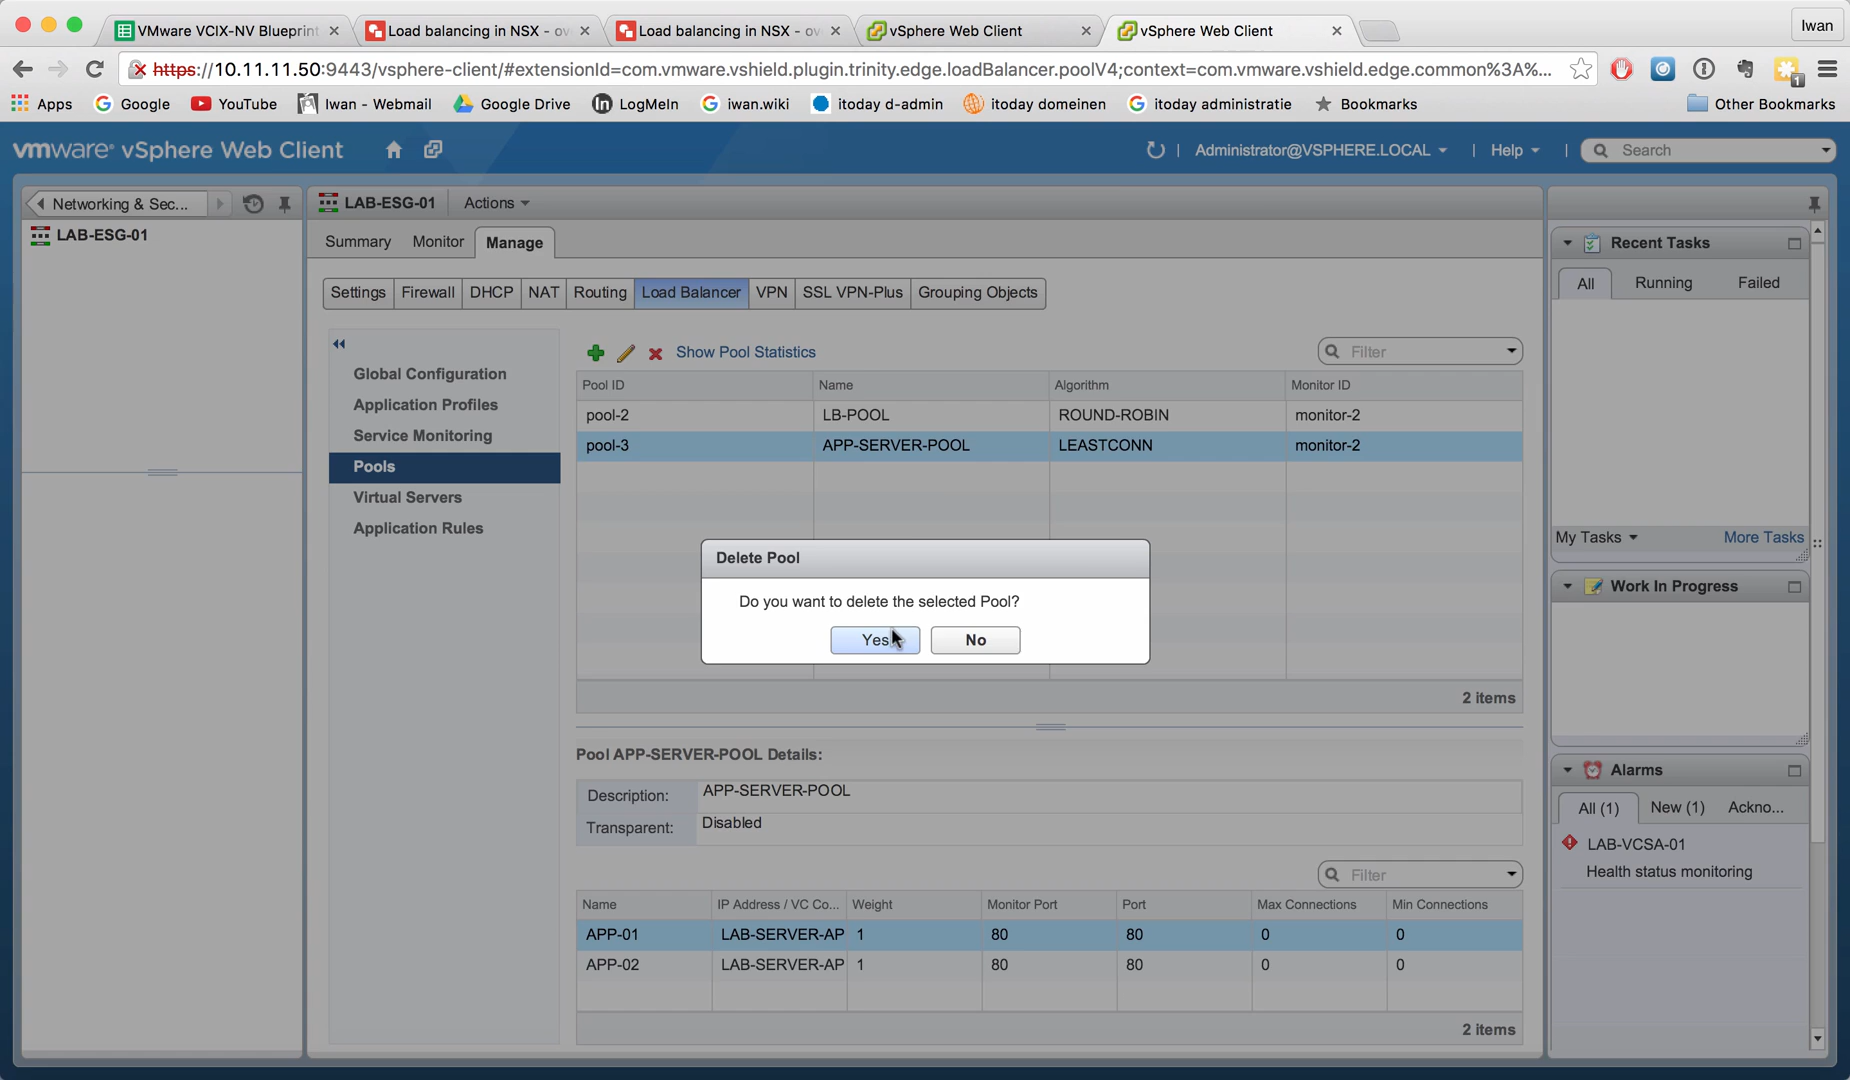 VMware VCIX-NV Blueprint
Load balancing in NSX - ov
Load balancing in NSX - ov
vSphere Web Client
vSphere Web Client
Iwan
https://10.11.11.50:9443/vsphere-client/#extensionId=com.vmware.vshield.plugin.trinity.edge.loadBalancer.poolV4;context=com.vmware.vshield.edge.common%3A%...
Apps
Google
YouTube
Iwan - Webmail
Google Drive
LogMeIn
iwan.wiki
itoday d-admin
itoday domeinen
itoday administratie
Bookmarks
Other Bookmarks
vmware® vSphere Web Client
Administrator@VSPHERE.LOCAL
Help
Search
Networking & Sec...
LAB-ESG-01
LAB-ESG-01
Actions
Summary
Monitor
Manage
Settings
Firewall
DHCP
NAT
Routing
Load Balancer
VPN
SSL VPN-Plus
Grouping Objects
Global Configuration
Application Profiles
Service Monitoring
Pools
Virtual Servers
Application Rules
Show Pool Statistics
Filter
Pool ID Name Algorithm Monitor ID
pool-2 LB-POOL ROUND-ROBIN monitor-2
pool-3 APP-SERVER-POOL LEASTCONN monitor-2
Delete Pool
Do you want to delete the selected Pool?
Yes
No
2 items
Pool APP-SERVER-POOL Details:
Description: APP-SERVER-POOL
Transparent: Disabled
Filter
Name IP Address / VC Co... Weight Monitor Port Port Max Connections Min Connections
APP-01 LAB-SERVER-AP 1 80 80 0 0
APP-02 LAB-SERVER-AP 1 80 80 0 0
2 items
Recent Tasks
All
Running
Failed
My Tasks
More Tasks
Work In Progress
Alarms
All (1)
New (1)
Ackno...
LAB-VCSA-01
Health status monitoring